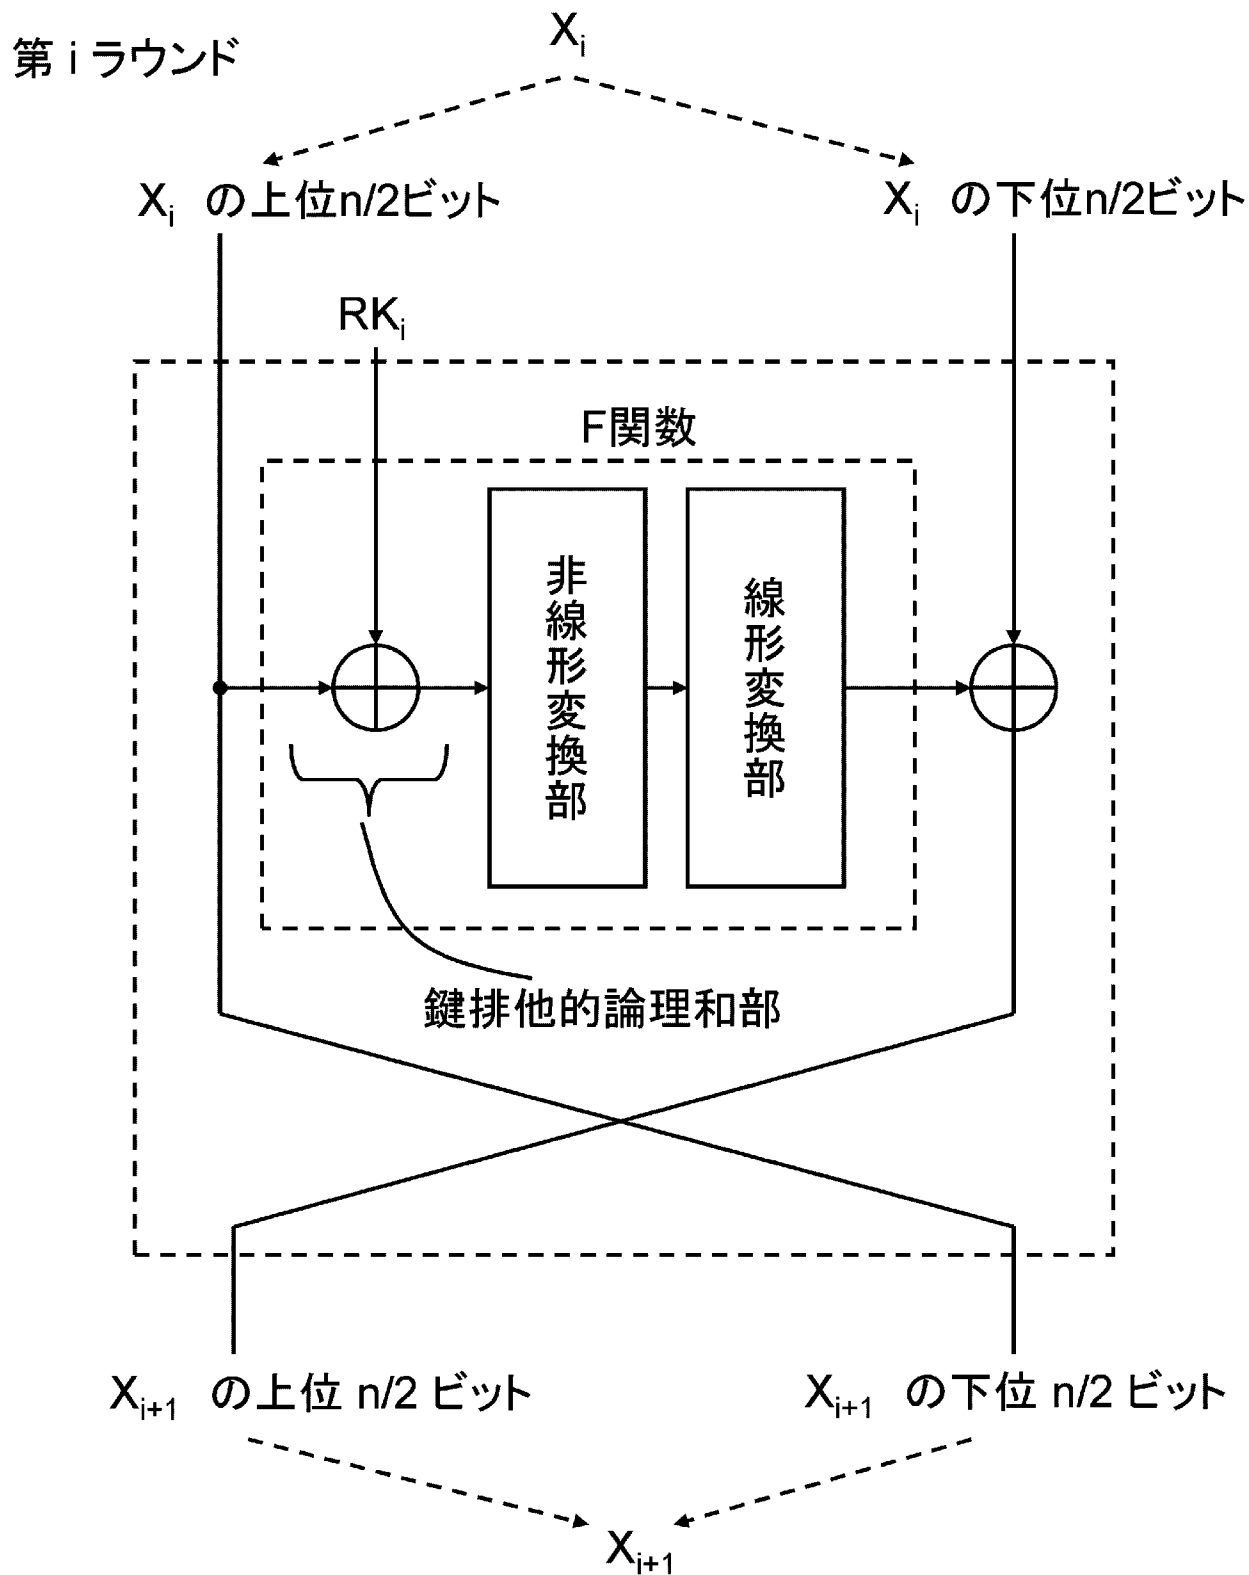 第 i ラウンド
Xi
Xi の上位n/2ビット
Xi の下位n/2ビット
RKi
F関数
非線形変換部
線形変換部
鍵排他的論理和部
Xi+1 の上位 n/2 ビット
Xi+1 の下位 n/2 ビット
Xi+1